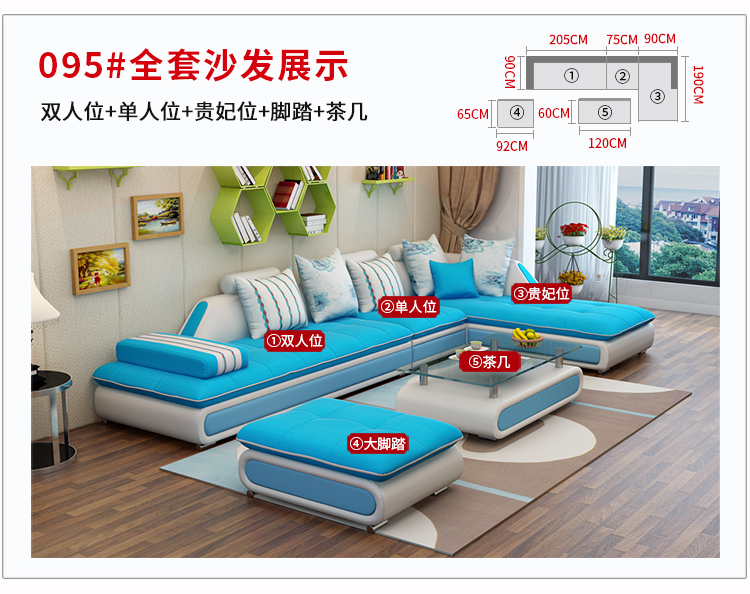 095#全套沙发展示
双人位+单人位+贵妃位+脚踏+茶几
205CM 75CM 90CM
90CM
① ②
③
190CM
65CM
④
92CM
60CM
⑤
120CM
③贵妃位
②单人位
①双人位
⑤茶几
④大脚踏